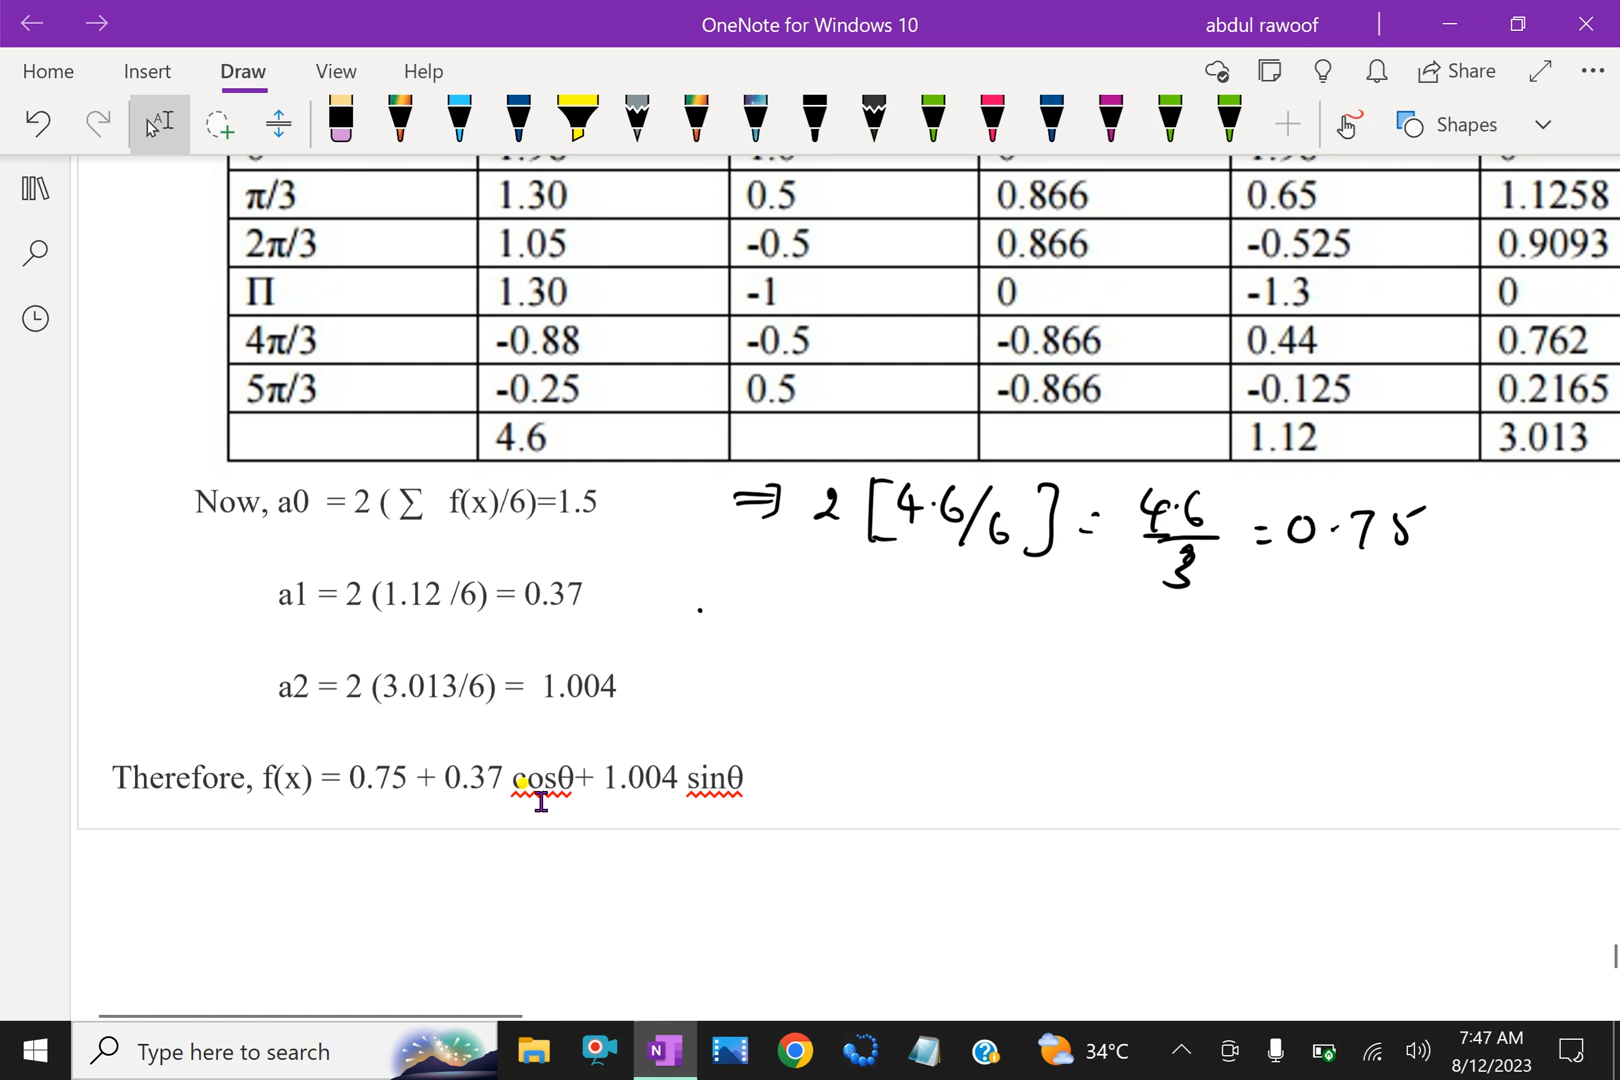 OneNote for Windows 10
abdul rawoof
Home Insert Draw View Help
Share
Shapes
π/3 1.30 0.5 0.866 0.65 1.1258
2π/3 1.05 -0.5 0.866 -0.525 0.9093
Π 1.30 -1 0 -1.3 0
4π/3 -0.88 -0.5 -0.866 0.44 0.762
5π/3 -0.25 0.5 -0.866 -0.125 0.2165
4.6 1.12 3.013
Now, a0 = 2 ( ∑ f(x)/6)=1.5
⇒ 2 [4.6/6] = 4.6/3 = 0.75
a1 = 2 (1.12 /6) = 0.37
a2 = 2 (3.013/6) = 1.004
Therefore, f(x) = 0.75 + 0.37 cosθ+ 1.004 sinθ
Type here to search
34°C
7:47 AM
8/12/2023